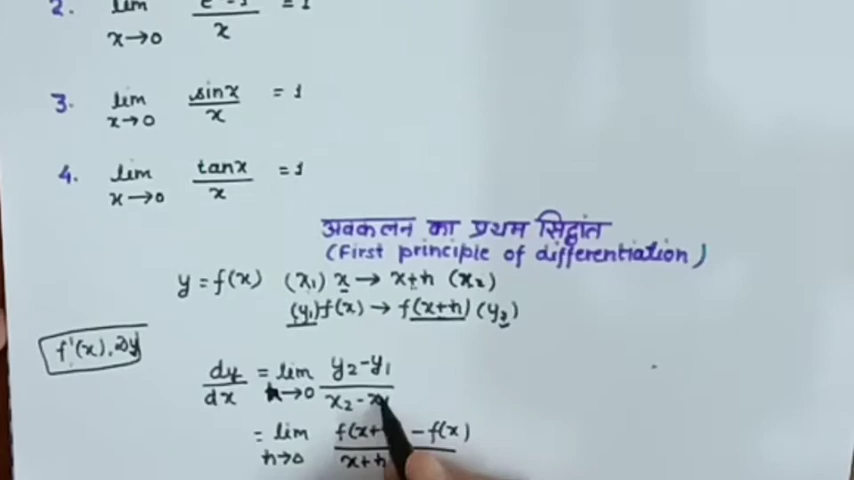 2. lim = 1
x→0 x
3. lim sinx/x = 1
x→0
4. lim tanx/x = 1
x→0
अवकलन का प्रथम सिद्धांत
(First principle of differentiation)
y = f(x) (x₁) x → x+h (x₂)
(y₁) f(x) → f(x+h) (y₂)
f'(x), Dy
dy/dx = lim h→0 y₂-y₁ / x₂-x₁
= lim h→0 f(x+ -f(x) / x+h